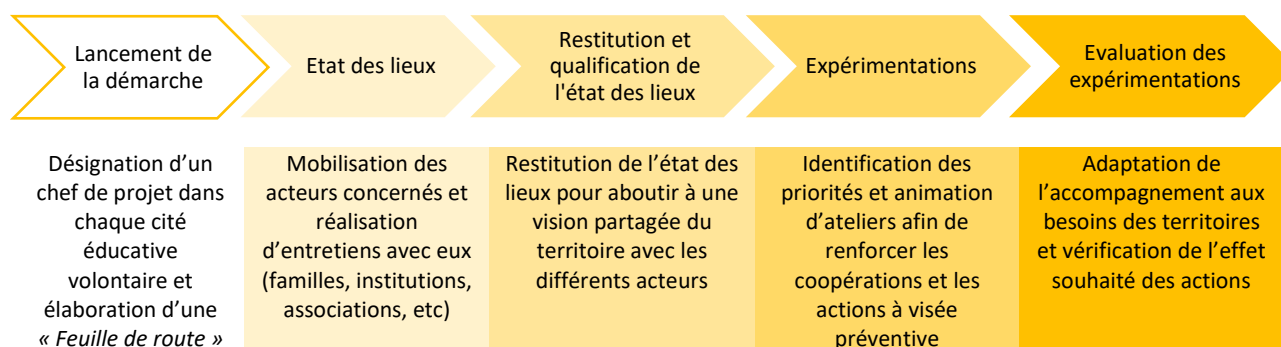 Lancement de
la démarche
Etat des lieux
Restitution et
qualification de
l'état des lieux
Expérimentations
Evaluation des
expérimentations
Désignation d’un
chef de projet dans
chaque cité
éducative
volontaire et
élaboration d’une
« Feuille de route »
Mobilisation des
acteurs concernés et
réalisation
d’entretiens avec eux
(familles, institutions,
associations, etc)
Restitution de l’état des
lieux pour aboutir à une
vision partagée du
territoire avec les
différents acteurs
Identification des
priorités et animation
d’ateliers afin de
renforcer les
coopérations et les
actions à visée
préventive
Adaptation de
l’accompagnement aux
besoins des territoires
et vérification de l’effet
souhaité des actions